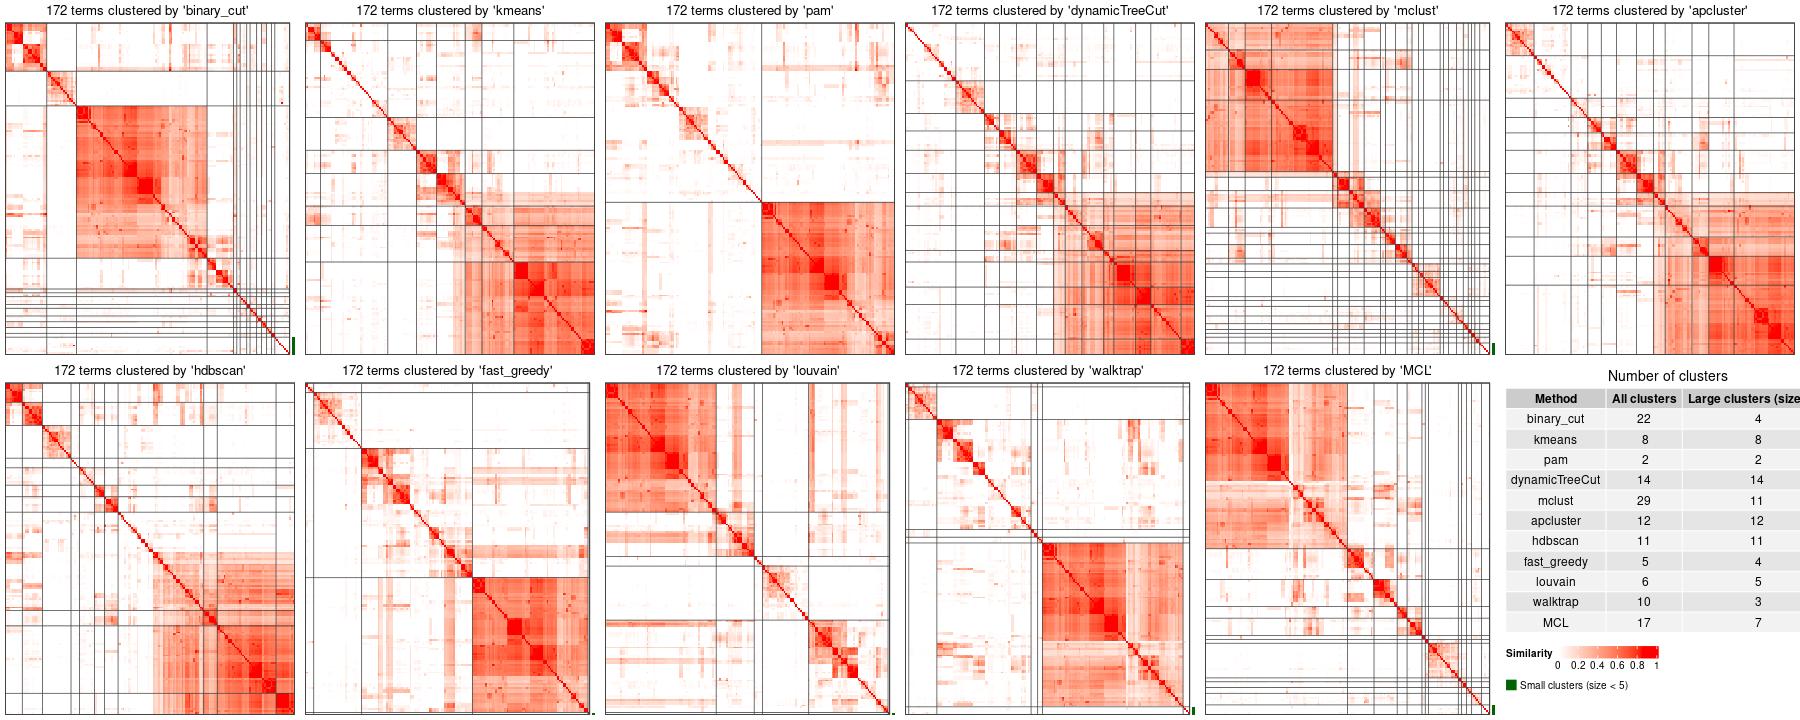 172 terms clustered by 'binary_cut'
172 terms clustered by 'kmeans'
172 terms clustered by 'pam'
172 terms clustered by 'dynamicTreeCut'
172 terms clustered by 'mclust'
172 terms clustered by 'apcluster'
172 terms clustered by 'hdbscan'
172 terms clustered by 'fast_greedy'
172 terms clustered by 'louvain'
172 terms clustered by 'walktrap'
172 terms clustered by 'MCL'
Number of clusters
Method All clusters Large clusters (size
binary_cut 22 4
kmeans 8 8
pam 2 2
dynamicTreeCut 14 14
mclust 29 11
apcluster 12 12
hdbscan 11 11
fast_greedy 5 4
louvain 6 5
walktrap 10 3
MCL 17 7
Similarity
0 0.2 0.4 0.6 0.8 1
Small clusters (size < 5)